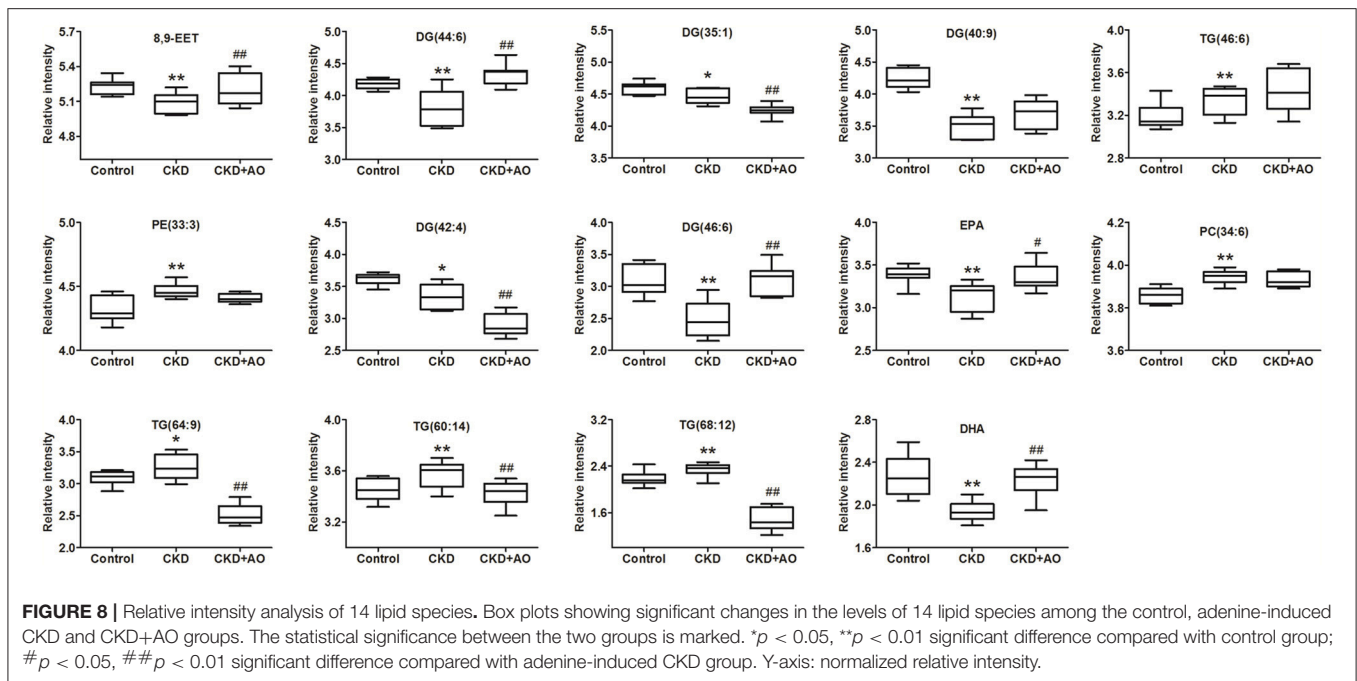 8,9-EET
DG(44:6)
DG(35:1)
DG(40:9)
TG(46:6)
Relative intensity
5.7
5.4
5.1
4.8
**
##
Control CKD CKD+AO
Relative intensity
5.0
4.5
4.0
3.5
3.0
**
##
Control CKD CKD+AO
Relative intensity
5.5
5.0
4.5
4.0
3.5
*
##
Control CKD CKD+AO
Relative intensity
5.0
4.5
4.0
3.5
3.0
**
Control CKD CKD+AO
Relative intensity
4.0
3.6
3.2
2.8
**
Control CKD CKD+AO
PE(33:3)
DG(42:4)
DG(46:6)
EPA
PC(34:6)
Relative intensity
5.0
4.5
4.0
**
Control CKD CKD+AO
Relative intensity
4.5
4.0
3.5
3.0
2.5
*
##
Control CKD CKD+AO
Relative intensity
4.0
3.5
3.0
2.5
2.0
**
##
Control CKD CKD+AO
Relative intensity
4.0
3.5
3.0
2.5
**
#
Control CKD CKD+AO
Relative intensity
4.2
4.0
3.8
3.6
**
Control CKD CKD+AO
TG(64:9)
TG(60:14)
TG(68:12)
DHA
Relative intensity
4.0
3.5
3.0
2.5
2.0
*
##
Control CKD CKD+AO
Relative intensity
4.0
3.6
3.2
**
##
Control CKD CKD+AO
Relative intensity
3.2
2.4
1.6
**
##
Control CKD CKD+AO
Relative intensity
2.8
2.4
2.0
1.6
**
##
Control CKD CKD+AO
FIGURE 8 | Relative intensity analysis of 14 lipid species. Box plots showing significant changes in the levels of 14 lipid species among the control, adenine-induced
CKD and CKD+AO groups. The statistical significance between the two groups is marked. *p < 0.05, **p < 0.01 significant difference compared with control group;
#p < 0.05, ##p < 0.01 significant difference compared with adenine-induced CKD group. Y-axis: normalized relative intensity.